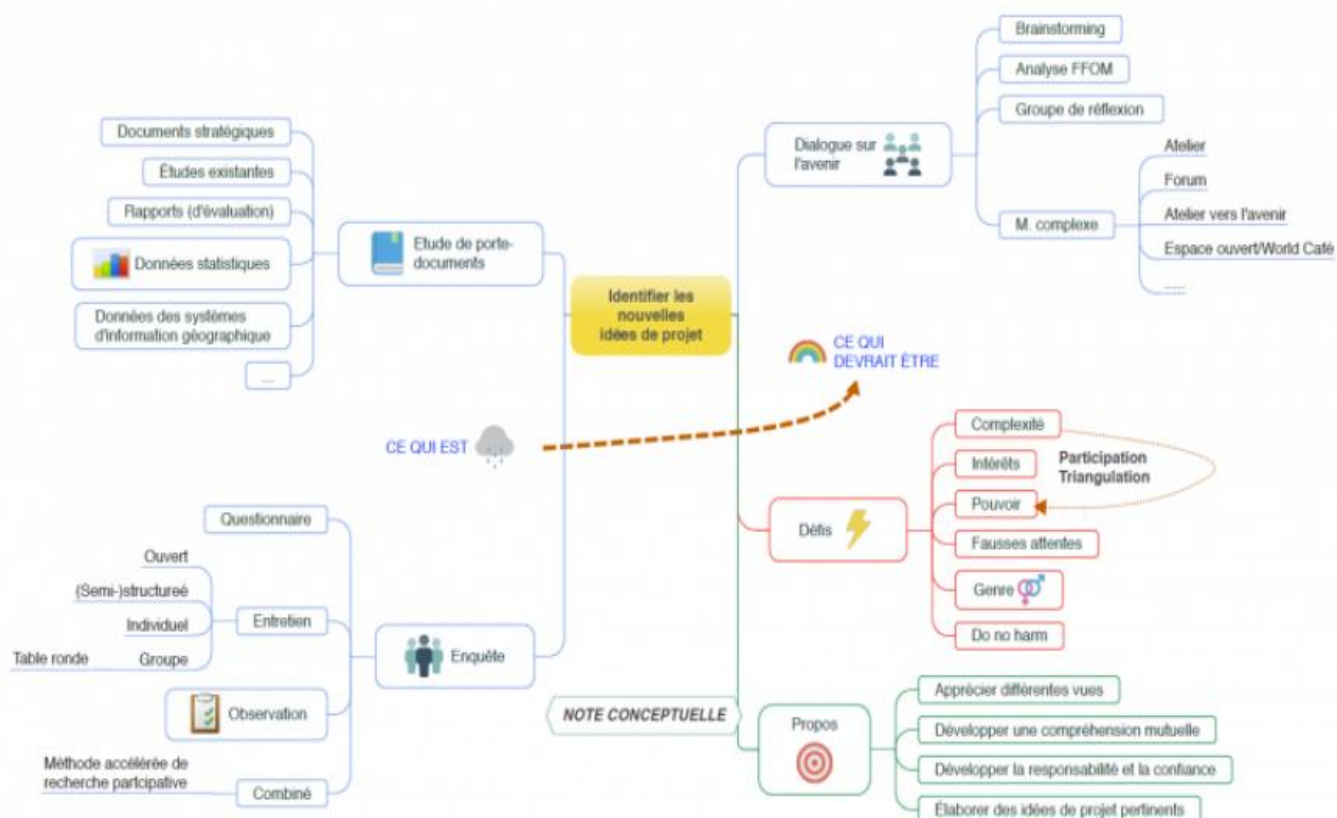 Identifier les
nouvelles
idées de projet
Etude de porte-
documents
Documents stratégiques
Études existantes
Rapports (d'évaluation)
Données statistiques
Données des systèmes
d'information géographique
...
CE QUI EST
CE QUI
DEVRAIT ÊTRE
Enquête
Questionnaire
Entretien
Ouvert
(Semi-)structureé
Individuel
Groupe
Table ronde
Observation
Combiné
Méthode accélérée de
recherche partcipative
Dialogue sur
l'avenir
Brainstorming
Analyse FFOM
Groupe de réflexion
M. complexe
Atelier
Forum
Atelier vers l'avenir
Espace ouvert/World Café
.....
Défis
Complexité
Intérêts
Pouvoir
Fausses attentes
Genre
Do no harm
Participation
Triangulation
NOTE CONCEPTUELLE
Propos
Apprécier différentes vues
Développer une compréhension mutuelle
Développer la responsabilité et la confiance
Élaborer des idées de projet pertinents